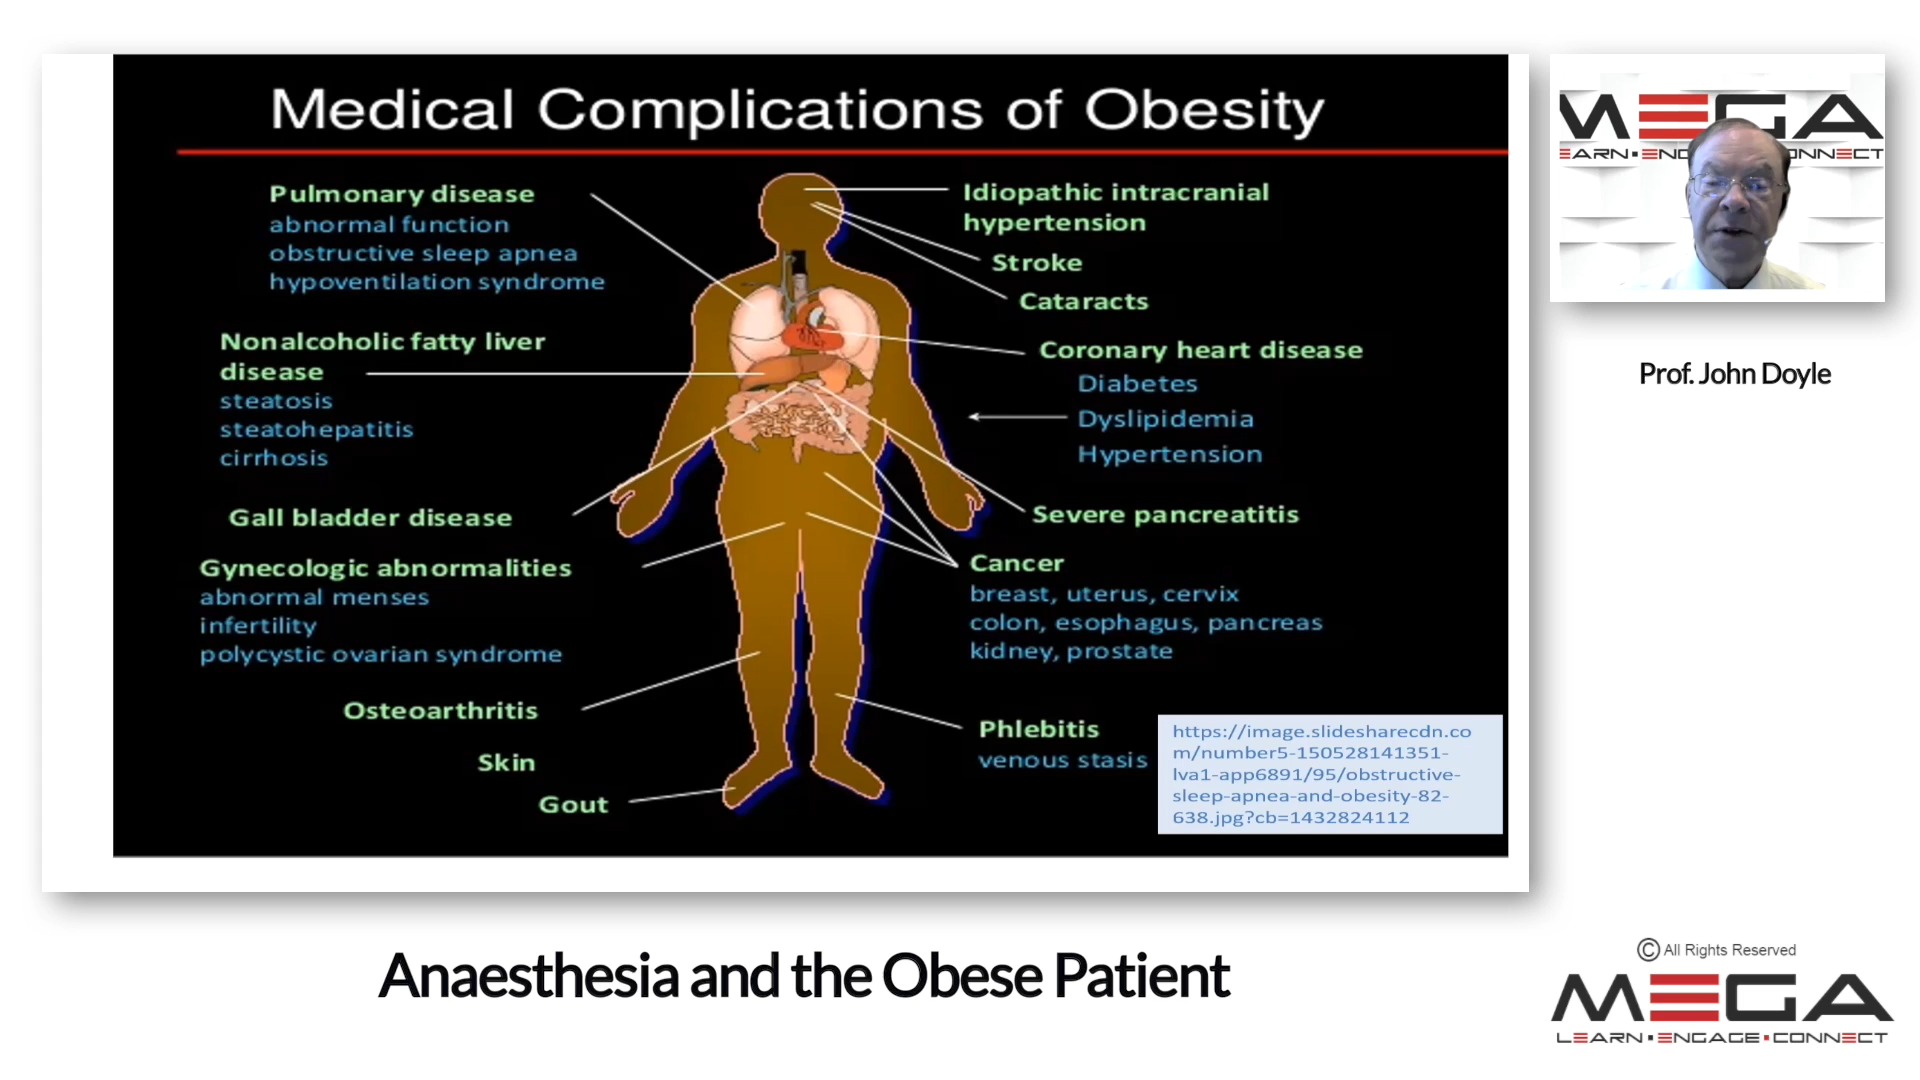 Medical Complications of Obesity
Pulmonary disease
abnormal function
obstructive sleep apnea
hypoventilation syndrome
Nonalcoholic fatty liver
disease
steatosis
steatohepatitis
cirrhosis
Gall bladder disease
Gynecologic abnormalities
abnormal menses
infertility
polycystic ovarian syndrome
Osteoarthritis
Skin
Gout
Idiopathic intracranial
hypertension
Stroke
Cataracts
Coronary heart disease
Diabetes
Dyslipidemia
Hypertension
Severe pancreatitis
Cancer
breast, uterus, cervix
colon, esophagus, pancreas
kidney, prostate
Phlebitis
venous stasis
https://image.slidesharecdn.co
m/number5-150528141351-
lva1-app6891/95/obstructive-
sleep-apnea-and-obesity-82-
638.jpg?cb=1432824112
MEGA
Prof. John Doyle
Anaesthesia and the Obese Patient
© All Rights Reserved
MEGA
LEARN▪ENGAGE▪CONNECT